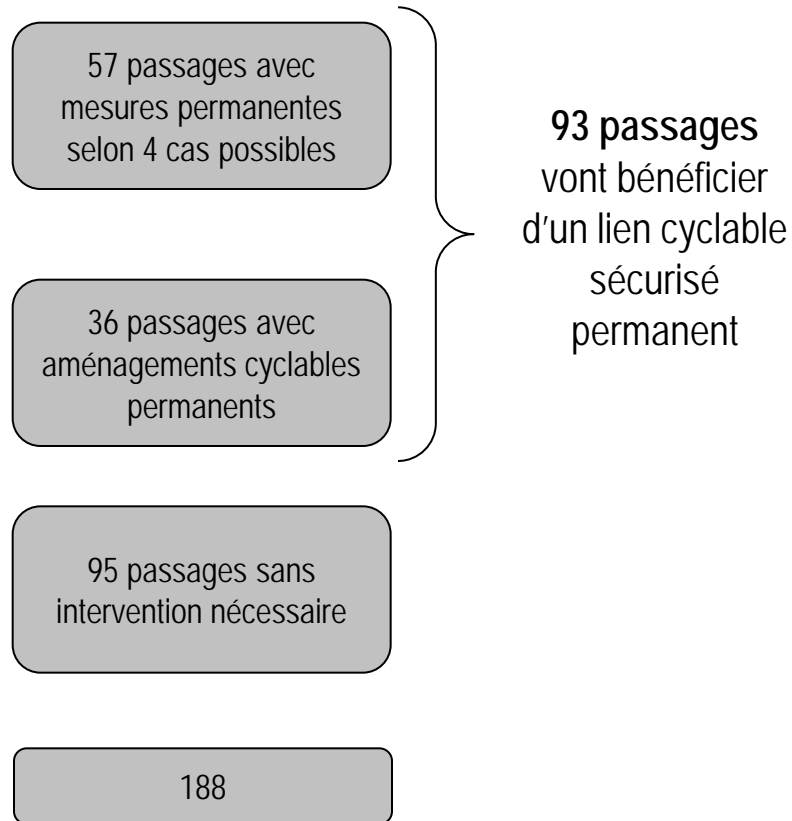 57 passages avec
mesures permanentes
selon 4 cas possibles
93 passages
vont bénéficier
d'un lien cyclable
sécurisé
permanent
36 passages avec
aménagements cyclables
permanents
95 passages sans
intervention nécessaire
188